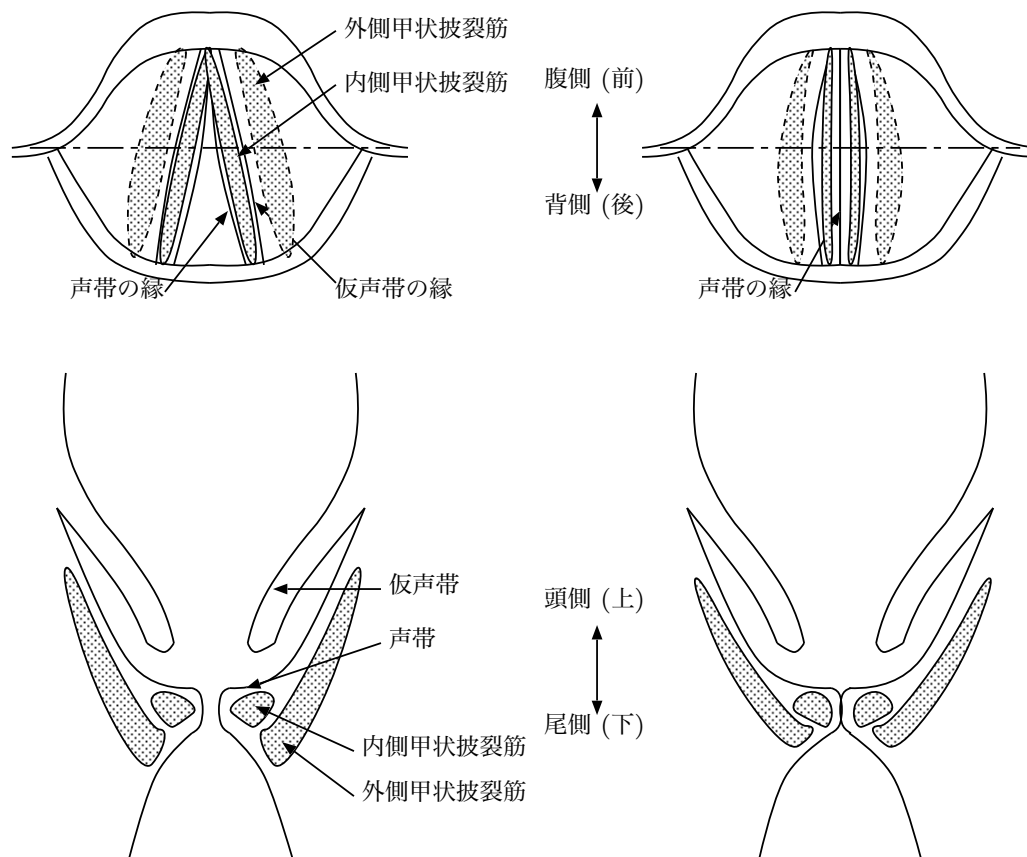 外側甲状披裂筋
内側甲状披裂筋
声帯の縁
仮声帯の縁
腹側 (前)
背側 (後)
声帯の縁
仮声帯
声帯
内側甲状披裂筋
外側甲状披裂筋
頭側 (上)
尾側 (下)